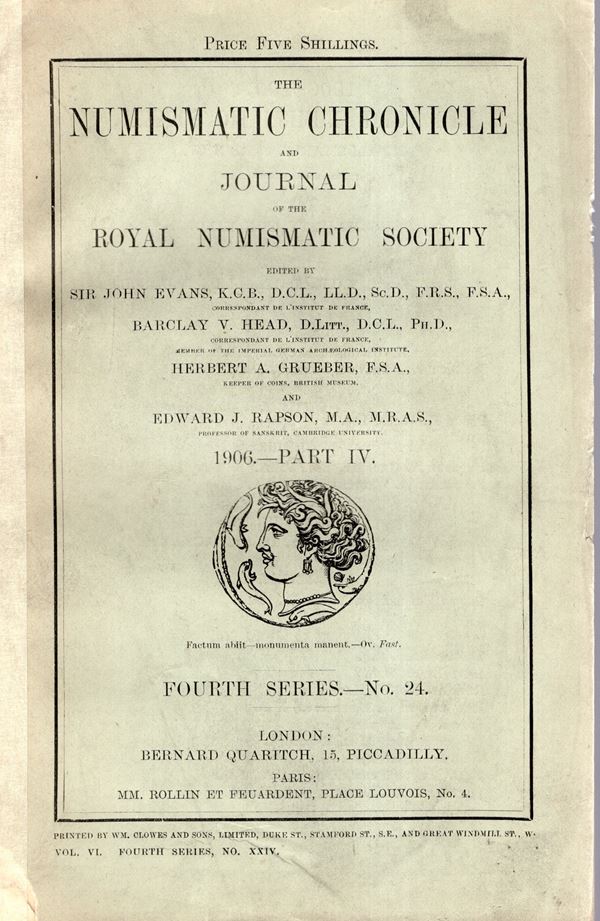 PRICE FIVE SHILLINGS.
THE
NUMISMATIC CHRONICLE
AND
JOURNAL
OF THE
ROYAL NUMISMATIC SOCIETY
EDITED BY
SIR JOHN EVANS, K.C.B., D.C.L., LL.D., Sc.D., F.R.S., F.S.A.,
CORRESPONDANT DE L'INSTITUT DE FRANCE,
BARCLAY V. HEAD, D.Litt., D.C.L., Ph.D.,
CORRESPONDANT DE L'INSTITUT DE FRANCE,
MEMBER OF THE IMPERIAL GERMAN ARCHÆOLOGICAL INSTITUTE,
HERBERT A. GRUEBER, F.S.A.,
KEEPER OF COINS, BRITISH MUSEUM,
AND
EDWARD J. RAPSON, M.A., M.R.A.S.,
PROFESSOR OF SANSKRIT, CAMBRIDGE UNIVERSITY.
1906.—PART IV.
Factum abiit—monumenta manent.—Ov. Fast.
FOURTH SERIES.—No. 24.
LONDON:
BERNARD QUARITCH, 15, PICCADILLY.
PARIS:
MM. ROLLIN ET FEUARDENT, PLACE LOUVOIS, No. 4.
PRINTED BY WM. CLOWES AND SONS, LIMITED, DUKE ST., STAMFORD ST., S.E., AND GREAT WINDMILL ST., W.
VOL. VI. FOURTH SERIES, NO. XXIV.